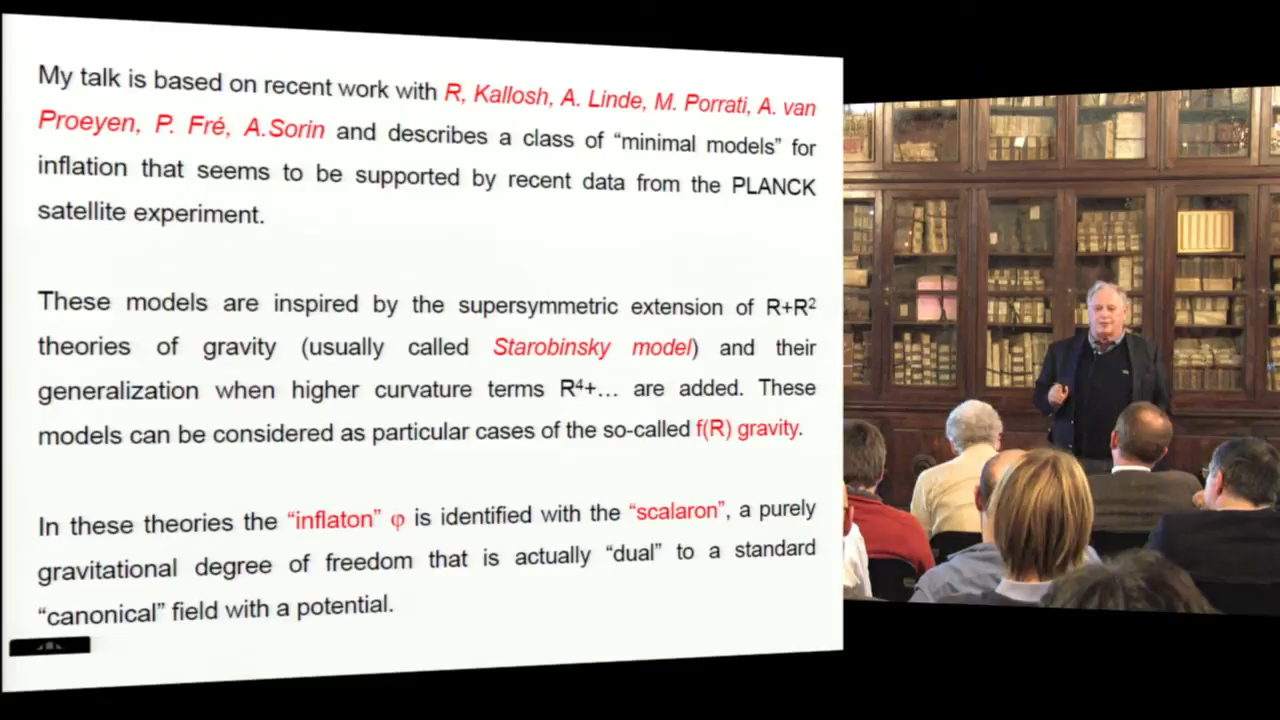 My talk is based on recent work with R, Kallosh, A. Linde, M. Porrati, A. van
Proeyen, P. Fré, A.Sorin and describes a class of “minimal models” for
inflation that seems to be supported by recent data from the PLANCK
satellite experiment.
These models are inspired by the supersymmetric extension of R+R²
theories of gravity (usually called Starobinsky model) and their
generalization when higher curvature terms R⁴+… are added. These
models can be considered as particular cases of the so-called f(R) gravity.
In these theories the “inflaton” φ is identified with the “scalaron”, a purely
gravitational degree of freedom that is actually “dual” to a standard
“canonical” field with a potential.